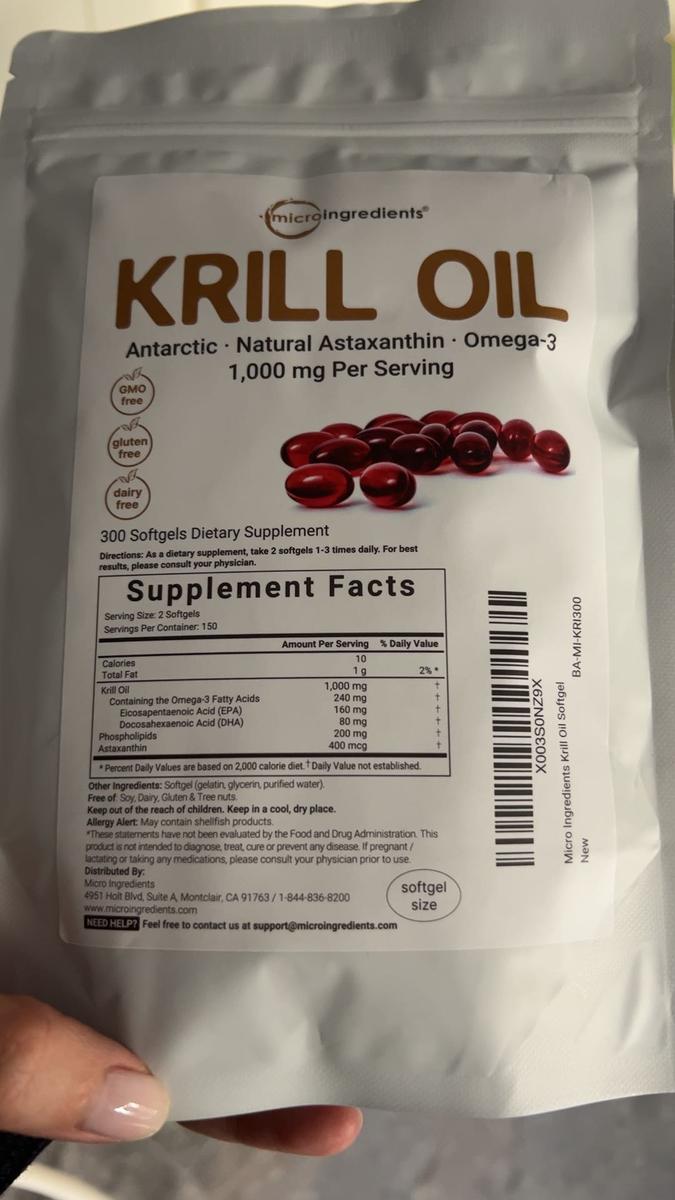 microingredients®
KRILL OIL
Antarctic · Natural Astaxanthin · Omega-3
1,000 mg Per Serving
GMO
free
gluten
free
dairy
free
300 Softgels Dietary Supplement
Directions: As a dietary supplement, take 2 softgels 1-3 times daily. For best
results, please consult your physician.
Supplement Facts
Serving Size: 2 Softgels
Servings Per Container: 150
Amount Per Serving % Daily Value
Calories 10
Total Fat 1 g 2% *
Krill Oil 1,000 mg †
Containing the Omega-3 Fatty Acids 240 mg †
Eicosapentaenoic Acid (EPA) 160 mg †
Docosahexaenoic Acid (DHA) 80 mg †
Phospholipids 200 mg †
Astaxanthin 400 mcg †
* Percent Daily Values are based on 2,000 calorie diet. † Daily Value not established.
Other Ingredients: Softgel (gelatin, glycerin, purified water).
Free of: Soy, Dairy, Gluten & Tree nuts.
Keep out of the reach of children. Keep in a cool, dry place.
Allergy Alert: May contain shellfish products.
*These statements have not been evaluated by the Food and Drug Administration. This
product is not intended to diagnose, treat, cure or prevent any disease. If pregnant /
lactating or taking any medications, please consult your physician prior to use.
Distributed By:
Micro Ingredients
4951 Holt Blvd, Suite A, Montclair, CA 91763 / 1-844-836-8200
www.microingredients.com
NEED HELP? Feel free to contact us at support@microingredients.com
softgel
size
X003S0NZ9X
Micro Ingredients Krill Oil Softgel
BA-MI-KRI300
New